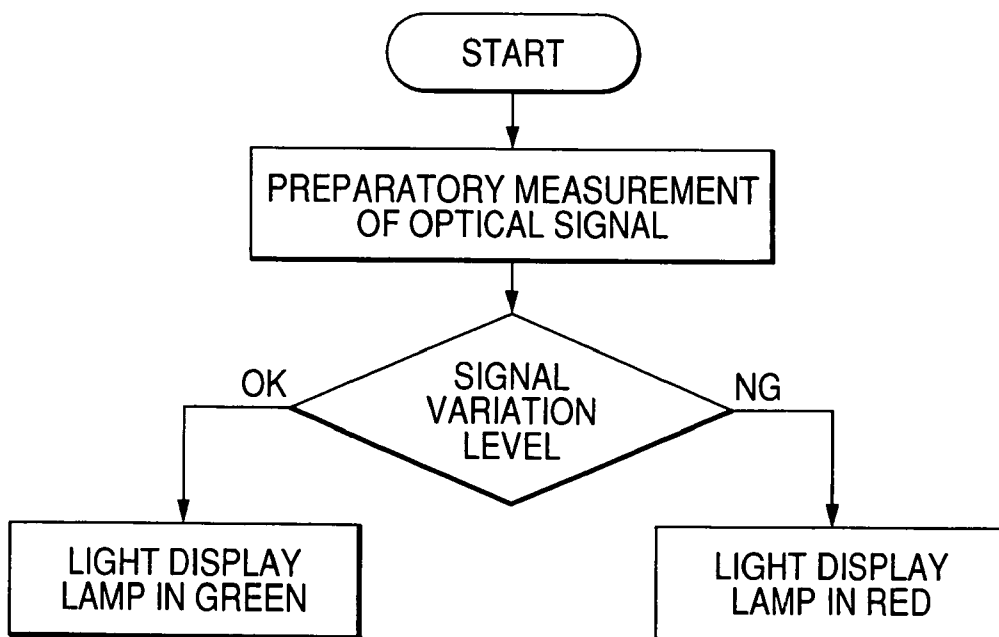 START
PREPARATORY MEASUREMENT
OF OPTICAL SIGNAL
SIGNAL
VARIATION
LEVEL
OK
NG
LIGHT DISPLAY
LAMP IN GREEN
LIGHT DISPLAY
LAMP IN RED